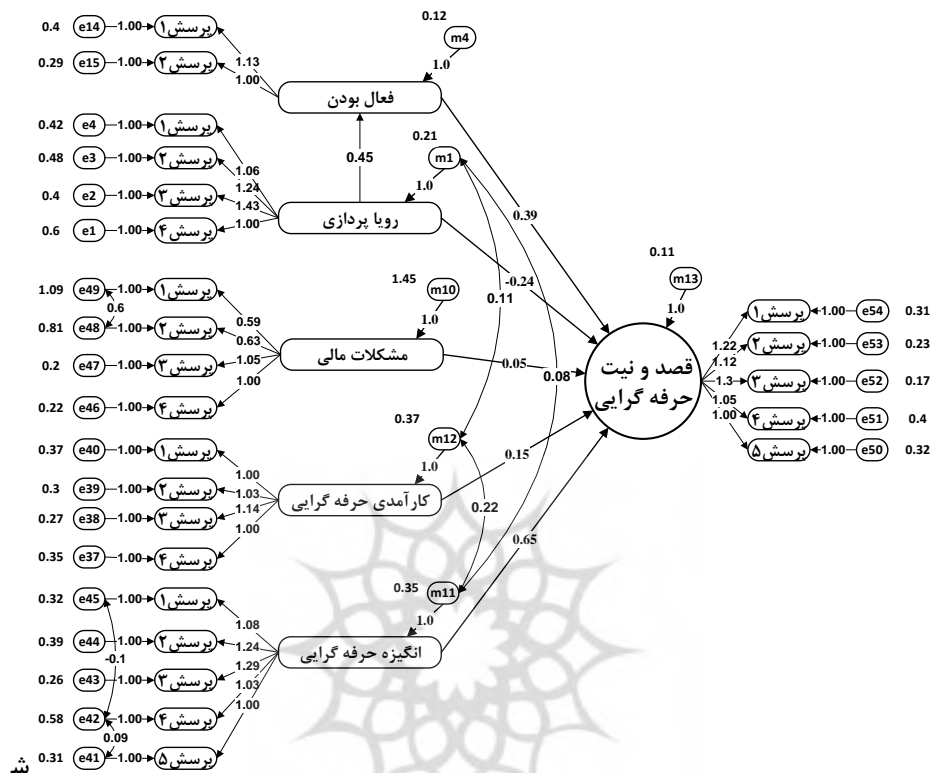 0.4 e14 1.00 پرسش۱
0.12
m4
1.0
0.29 e15 1.00 پرسش۲
1.13
1.00
فعال بودن
0.42 e4 1.00 پرسش۱
0.48 e3 1.00 پرسش۲
0.4 e2 1.00 پرسش۳
0.6 e1 1.00 پرسش۴
1.06
1.24
1.43
1.00
0.45
0.21
m1
1.0
رویا پردازی
0.39
-0.24
0.11
0.08
1.09 e49 1.00 پرسش۱
0.6
0.81 e48 1.00 پرسش۲
0.2 e47 1.00 پرسش۳
0.22 e46 1.00 پرسش۴
0.59
0.63
1.05
1.00
1.45
m10
1.0
مشکلات مالی
0.05
0.11
m13
1.0
قصد و نیت
حرفه گرایی
1.22
1.12
1.3
1.05
1.00
پرسش۱ 1.00 e54 0.31
پرسش۲ 1.00 e53 0.23
پرسش۳ 1.00 e52 0.17
پرسش۴ 1.00 e51 0.4
پرسش۵ 1.00 e50 0.32
0.37 e40 1.00 پرسش۱
0.3 e39 1.00 پرسش۲
0.27 e38 1.00 پرسش۳
0.35 e37 1.00 پرسش۴
1.00
1.03
1.14
1.00
0.37
m12
1.0
کارآمدی حرفه گرایی
0.15
0.22
0.65
0.32 e45 1.00 پرسش۱
0.39 e44 1.00 پرسش۲
-0.1
0.26 e43 1.00 پرسش۳
0.58 e42 1.00 پرسش۴
0.09
0.31 e41 1.00 پرسش۵
1.08
1.24
1.29
1.03
1.00
0.35
m11
1.0
انگیزه حرفه گرایی